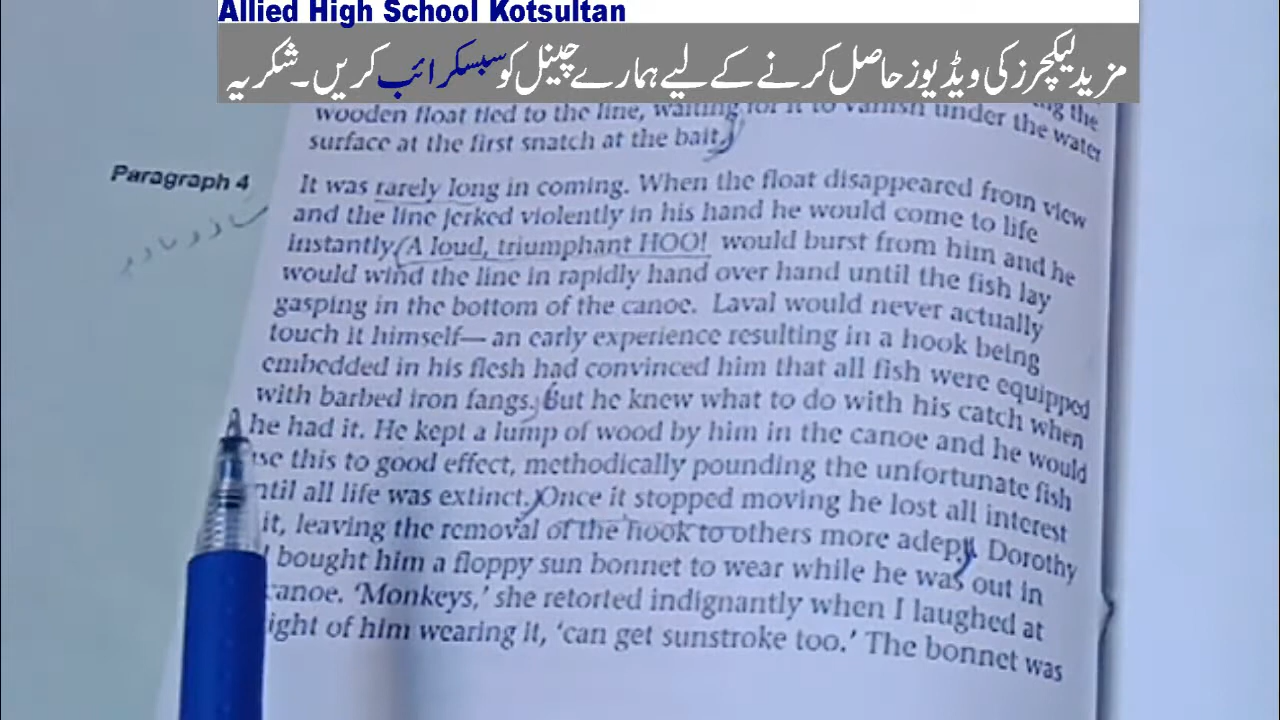 Allied High School Kotsultan
مزید لیکچرز کی ویڈیوز حاصل کرنے کے لیے ہمارے چینل کو سبسکرائب کریں۔ شکریہ
the
wooden float tied to the line, waiting for it to vanish under the water
surface at the first snatch at the bait.
Paragraph 4
It was rarely long in coming. When the float disappeared from view
and the line jerked violently in his hand he would come to life
instantly. A loud, triumphant HOO! would burst from him and he
would wind the line in rapidly hand over hand until the fish lay
gasping in the bottom of the canoe. Laval would never actually
touch it himself— an early experience resulting in a hook being
embedded in his flesh had convinced him that all fish were equipped
with barbed iron fangs. But he knew what to do with his catch when
he had it. He kept a lump of wood by him in the canoe and he would
se this to good effect, methodically pounding the unfortunate fish
ntil all life was extinct. Once it stopped moving he lost all interest
it, leaving the removal of the hook to others more adept. Dorothy
bought him a floppy sun bonnet to wear while he was out in
canoe. 'Monkeys,' she retorted indignantly when I laughed at
ight of him wearing it, 'can get sunstroke too.' The bonnet was